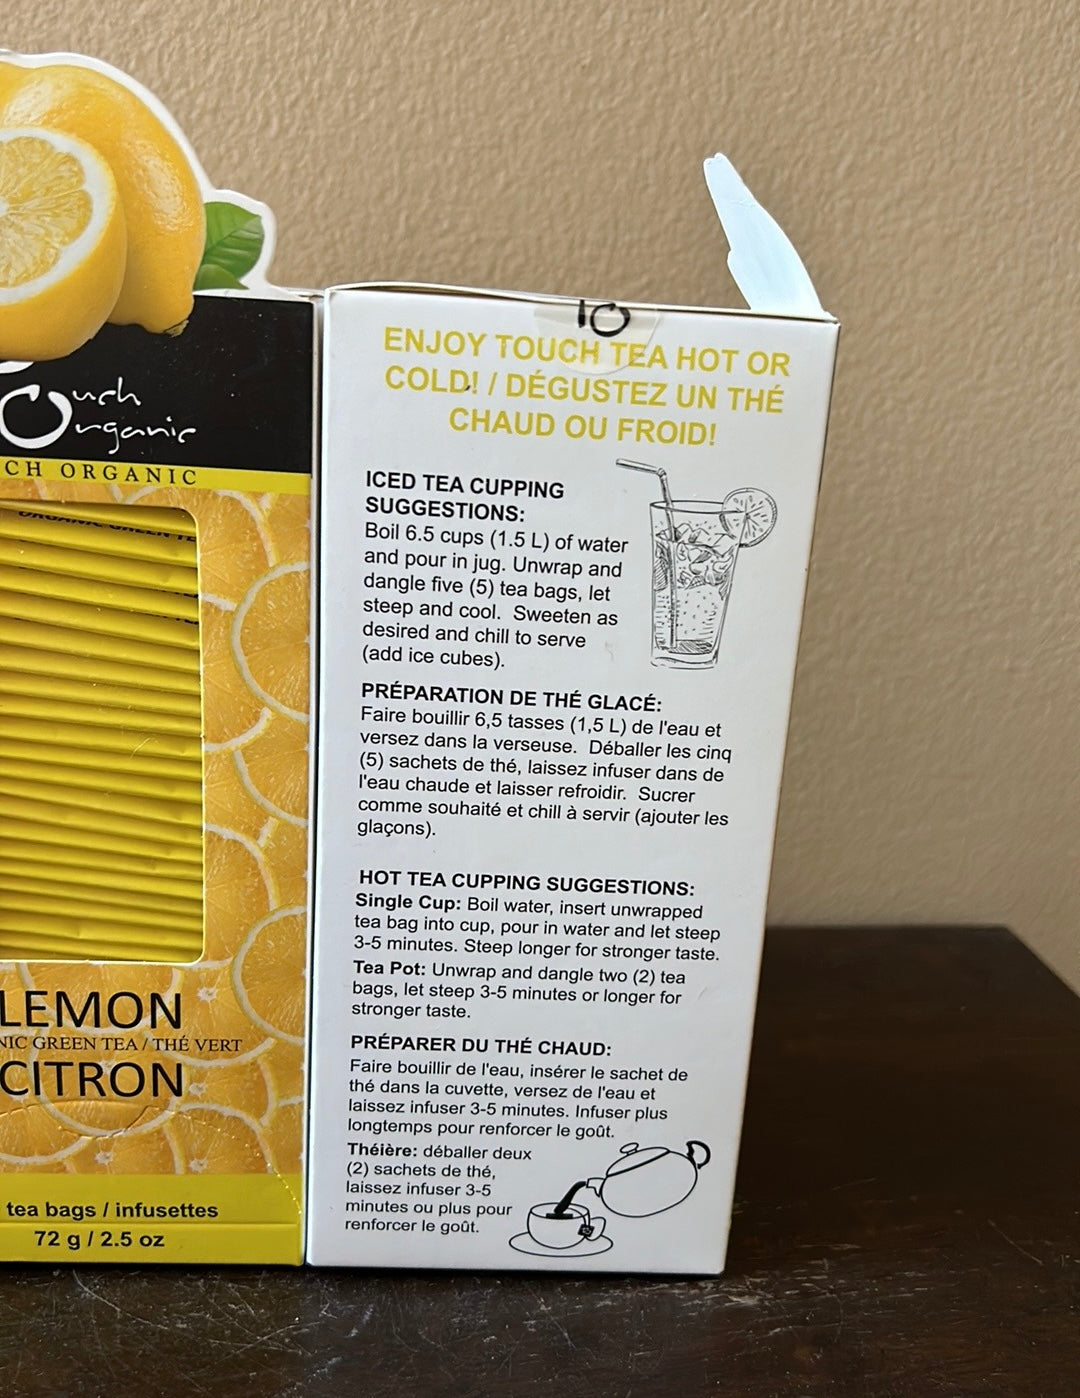 Touch
Organic
CH ORGANIC
ORGANIC GREEN TE
LEMON
NIC GREEN TEA / THÉ VERT
CITRON
tea bags / infusettes
72 g / 2.5 oz
10
ENJOY TOUCH TEA HOT OR
COLD! / DÉGUSTEZ UN THÉ
CHAUD OU FROID!
ICED TEA CUPPING
SUGGESTIONS:
Boil 6.5 cups (1.5 L) of water
and pour in jug. Unwrap and
dangle five (5) tea bags, let
steep and cool.  Sweeten as
desired and chill to serve
(add ice cubes).
PRÉPARATION DE THÉ GLACÉ:
Faire bouillir 6,5 tasses (1,5 L) de l'eau et
versez dans la verseuse.  Déballer les cinq
(5) sachets de thé, laissez infuser dans de
l'eau chaude et laisser refroidir.  Sucrer
comme souhaité et chill à servir (ajouter les
glaçons).
HOT TEA CUPPING SUGGESTIONS:
Single Cup: Boil water, insert unwrapped
tea bag into cup, pour in water and let steep
3-5 minutes. Steep longer for stronger taste.
Tea Pot: Unwrap and dangle two (2) tea
bags, let steep 3-5 minutes or longer for
stronger taste.
PRÉPARER DU THÉ CHAUD:
Faire bouillir de l'eau, insérer le sachet de
thé dans la cuvette, versez de l'eau et
laissez infuser 3-5 minutes. Infuser plus
longtemps pour renforcer le goût.
Théière: déballer deux
(2) sachets de thé,
laissez infuser 3-5
minutes ou plus pour
renforcer le goût.